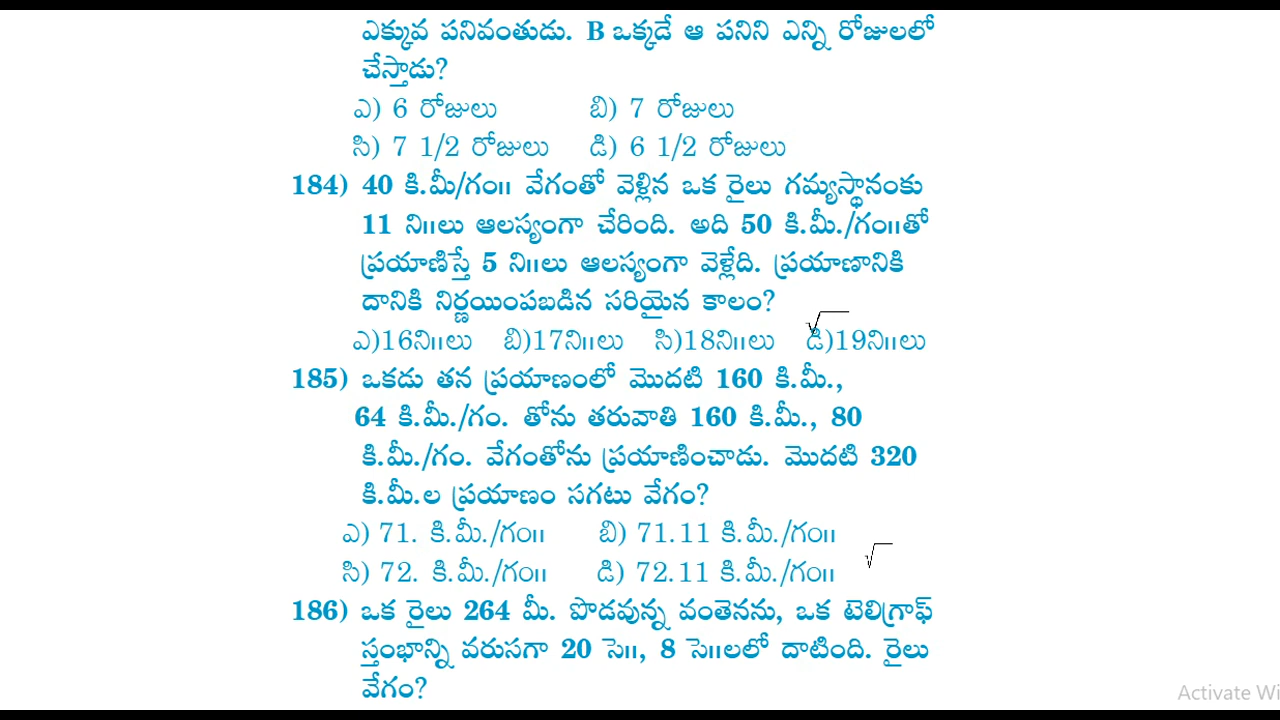 ఎక్కువ పనివంతుడు. B ఒక్కడే ఆ పనిని ఎన్ని రోజులలో
చేస్తాడు?
ఎ) 6 రోజులు బి) 7 రోజులు
సి) 7 1/2 రోజులు డి) 6 1/2 రోజులు
184) 40 కి.మీ/గం॥ వేగంతో వెళ్లిన ఒక రైలు గమ్యస్థానంకు
11 ని॥లు ఆలస్యంగా చేరింది. అది 50 కి.మీ./గం॥తో
ప్రయాణిస్తే 5 ని॥లు ఆలస్యంగా వెళ్లేది. ప్రయాణానికి
దానికి నిర్ణయింపబడిన సరియైన కాలం?
ఎ)16ని॥లు బి)17ని॥లు సి)18ని॥లు డి)19ని॥లు
185) ఒకడు తన ప్రయాణంలో మొదటి 160 కి.మీ.,
64 కి.మీ./గం. తోను తరువాతి 160 కి.మీ., 80
కి.మీ./గం. వేగంతోను ప్రయాణించాడు. మొదటి 320
కి.మీ.ల ప్రయాణం సగటు వేగం?
ఎ) 71. కి.మీ./గం॥ బి) 71.11 కి.మీ./గం॥
సి) 72. కి.మీ./గం॥ డి) 72.11 కి.మీ./గం॥
186) ఒక రైలు 264 మీ. పొడవున్న వంతెనను, ఒక టెలిగ్రాఫ్
స్తంభాన్ని వరుసగా 20 సె॥, 8 సె॥లలో దాటింది. రైలు
వేగం?
Activate Wi